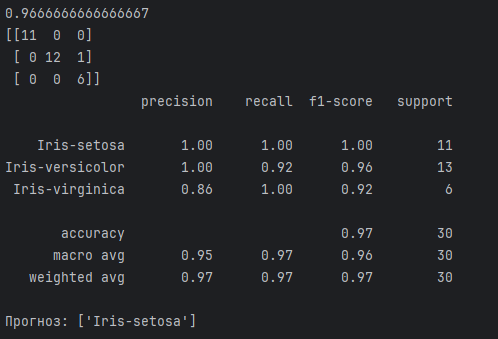 0.9666666666666667
[[11  0  0]
 [ 0 12  1]
 [ 0  0  6]]
                 precision    recall  f1-score   support

    Iris-setosa       1.00      1.00      1.00        11
Iris-versicolor       1.00      0.92      0.96        13
 Iris-virginica       0.86      1.00      0.92         6

       accuracy                           0.97        30
      macro avg       0.95      0.97      0.96        30
   weighted avg       0.97      0.97      0.97        30

Прогноз: ['Iris-setosa']